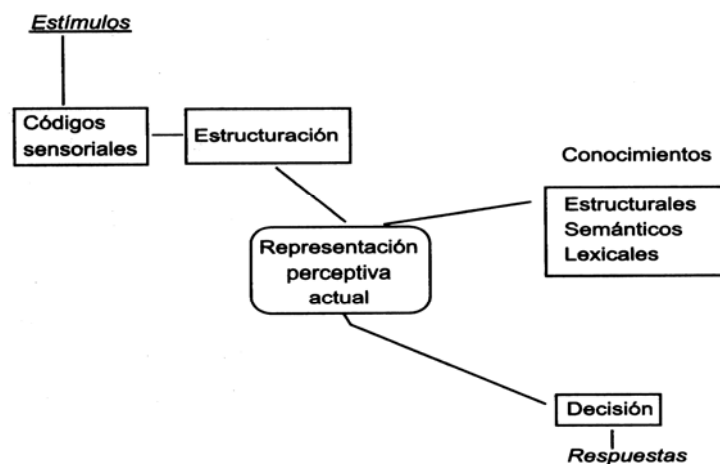 Estímulos
Códigos
sensoriales
Estructuración
Conocimientos
Estructurales
Semánticos
Lexicales
Representación
perceptiva
actual
Decisión
Respuestas